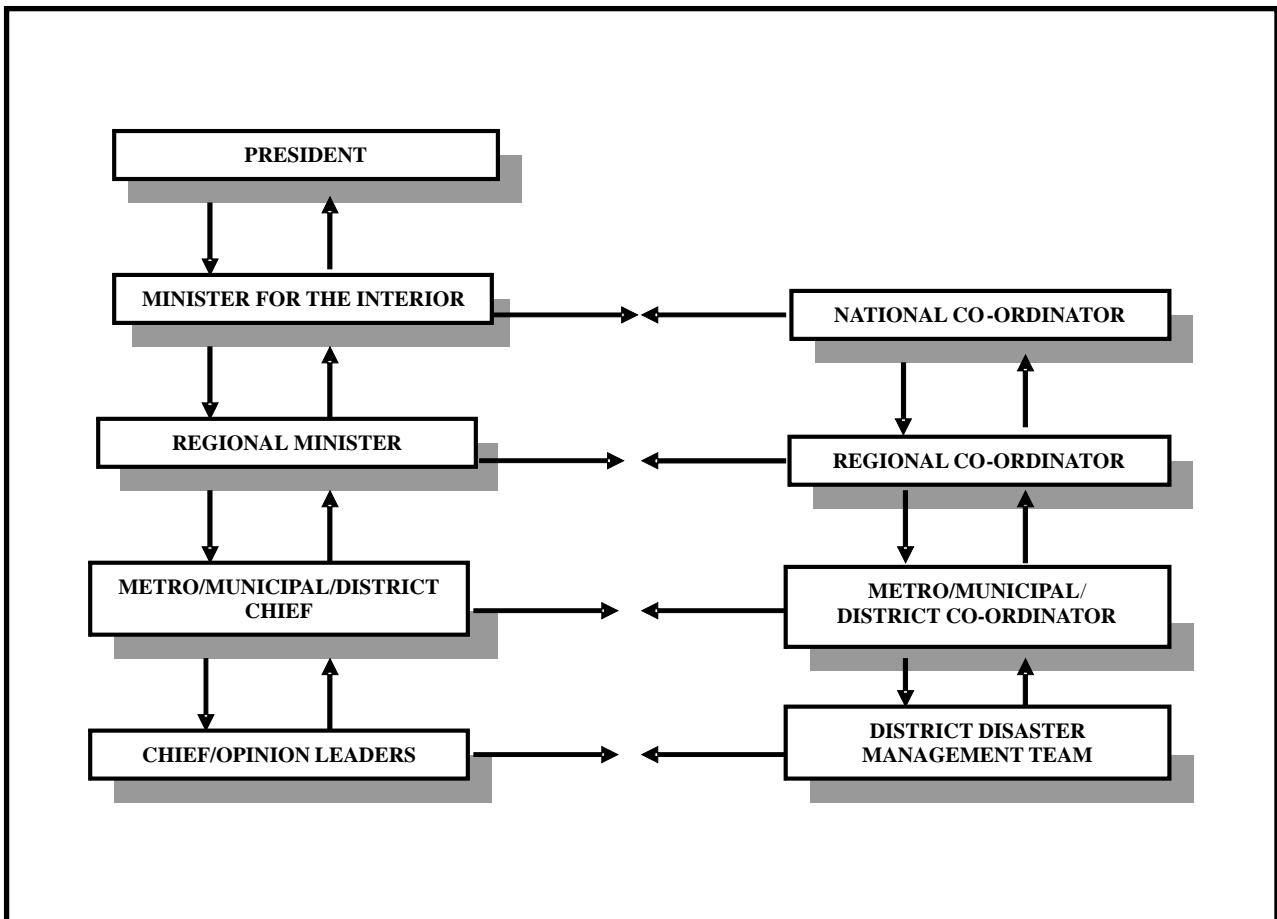 PRESIDENT
MINISTER FOR THE INTERIOR
NATIONAL CO-ORDINATOR
REGIONAL MINISTER
REGIONAL CO-ORDINATOR
METRO/MUNICIPAL/DISTRICT
CHIEF
METRO/MUNICIPAL/
DISTRICT CO-ORDINATOR
CHIEF/OPINION LEADERS
DISTRICT DISASTER
MANAGEMENT TEAM